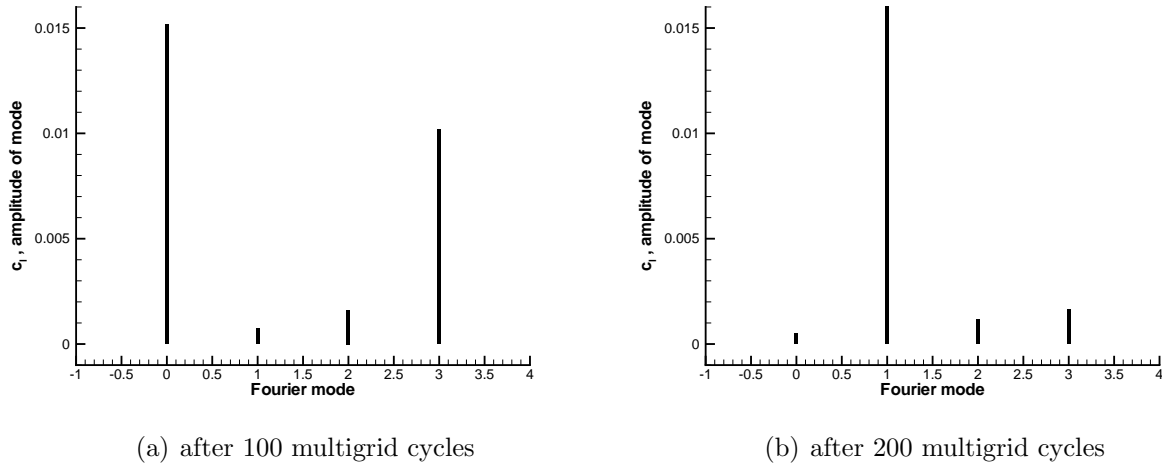 0.015
0.01
0.005
0
c_l , amplitude of mode
-1 -0.5 0 0.5 1 1.5 2 2.5 3 3.5 4
Fourier mode
(a) after 100 multigrid cycles
0.015
0.01
0.005
0
c_l , amplitude of mode
-1 -0.5 0 0.5 1 1.5 2 2.5 3 3.5 4
Fourier mode
(b) after 200 multigrid cycles